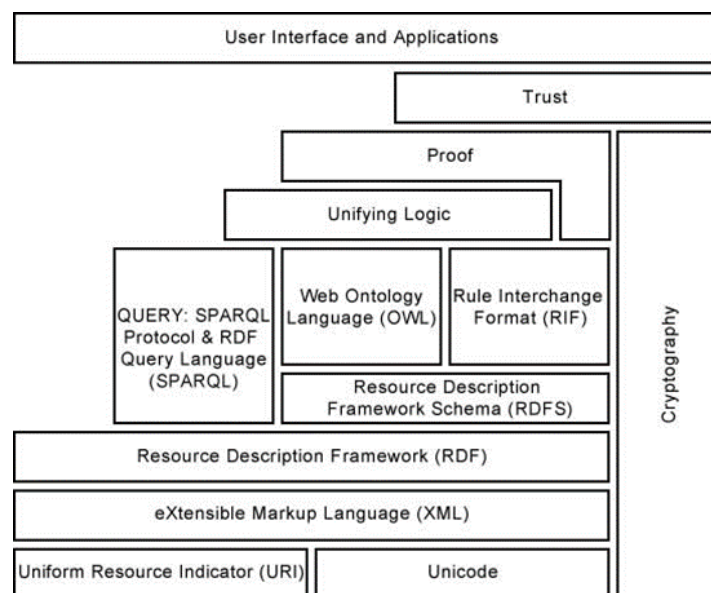 User Interface and Applications
Trust
Proof
Unifying Logic
QUERY: SPARQL
Protocol & RDF
Query Language
(SPARQL)
Web Ontology
Language (OWL)
Rule Interchange
Format (RIF)
Cryptography
Resource Description
Framework Schema (RDFS)
Resource Description Framework (RDF)
eXtensible Markup Language (XML)
Uniform Resource Indicator (URI)
Unicode